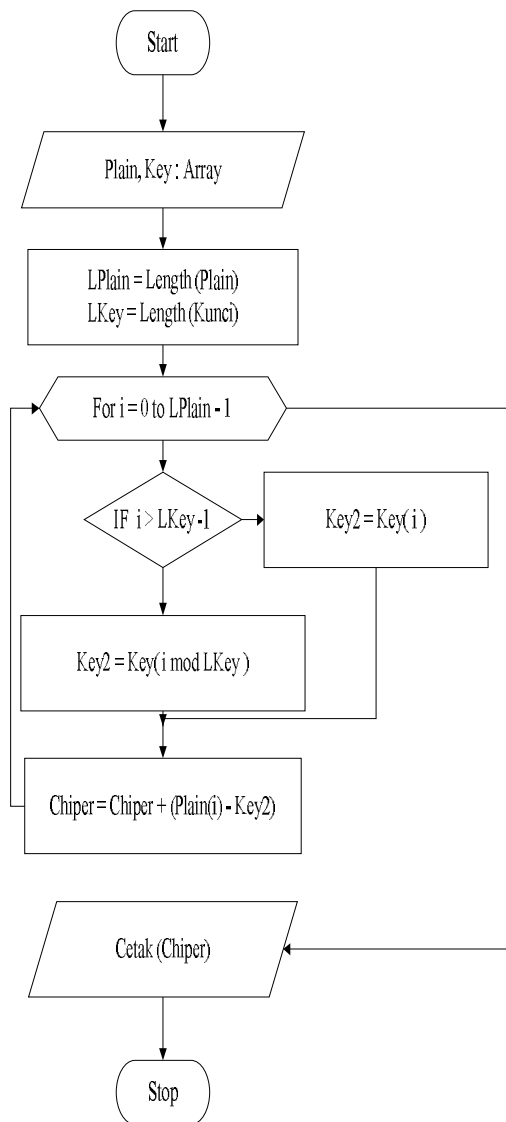 Start
Plain, Key : Array
LPlain = Length (Plain)
LKey = Length (Kunci)
For i = 0 to LPlain - 1
IF i > LKey -1
Key2 = Key( i )
Key2 = Key( i mod LKey )
Chiper = Chiper + (Plain(i) - Key2)
Cetak (Chiper)
Stop